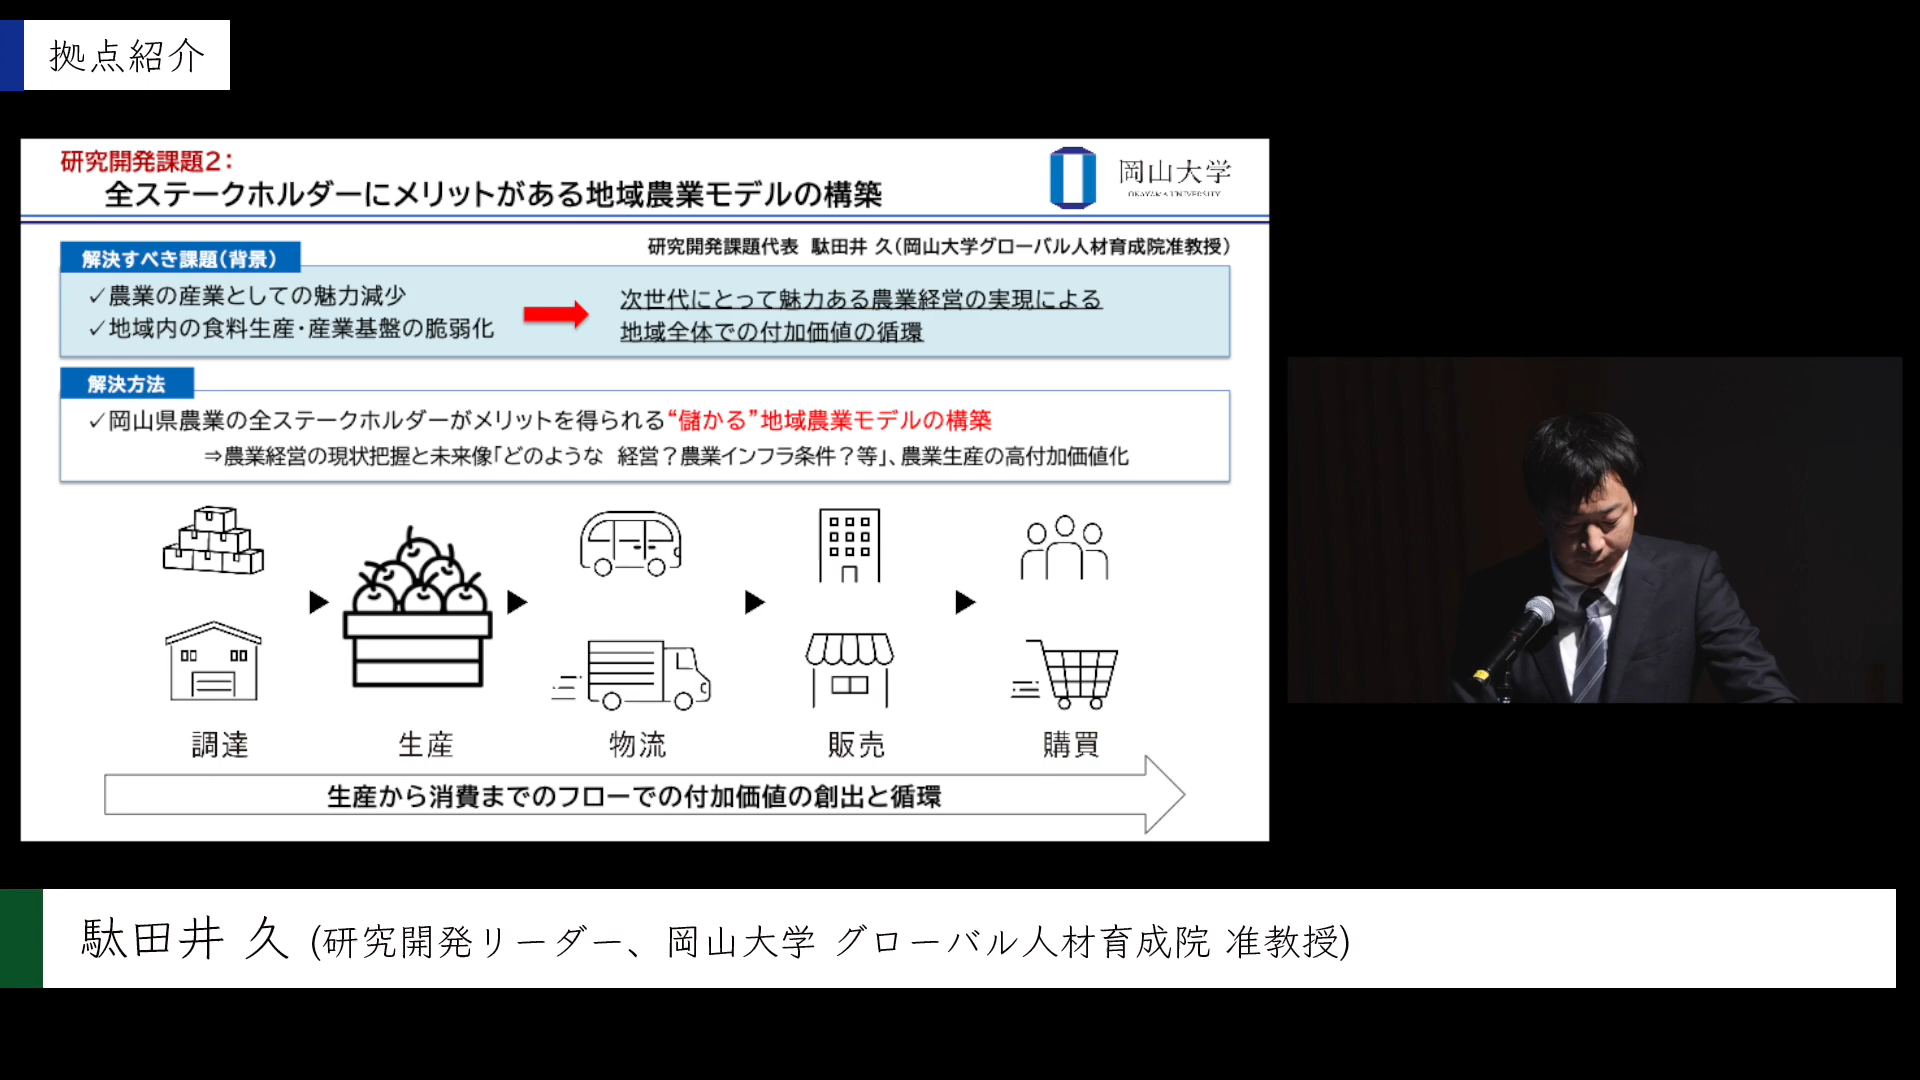 拠点紹介
研究開発課題2：
全ステークホルダーにメリットがある地域農業モデルの構築
岡山大学
OKAYAMA UNIVERSITY
研究開発課題代表 駄田井 久(岡山大学グローバル人材育成院准教授)
解決すべき課題(背景)
✓農業の産業としての魅力減少
✓地域内の食料生産・産業基盤の脆弱化
次世代にとって魅力ある農業経営の実現による
地域全体での付加価値の循環
解決方法
✓岡山県農業の全ステークホルダーがメリットを得られる“儲かる”地域農業モデルの構築
⇒農業経営の現状把握と未来像「どのような 経営？農業インフラ条件？等」、農業生産の高付加価値化
調達 生産 物流 販売 購買
生産から消費までのフローでの付加価値の創出と循環
駄田井 久 (研究開発リーダー、岡山大学 グローバル人材育成院 准教授)